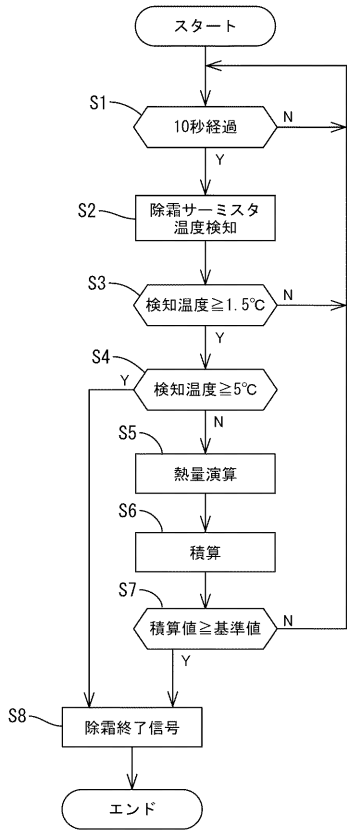 スタート
S1
10秒経過
N
Y
S2
除霜サーミスタ
温度検知
S3
検知温度≧1.5℃
N
Y
S4
Y
検知温度≧5℃
N
S5
熱量演算
S6
積算
S7
積算値≧基準値
N
Y
S8
除霜終了信号
エンド